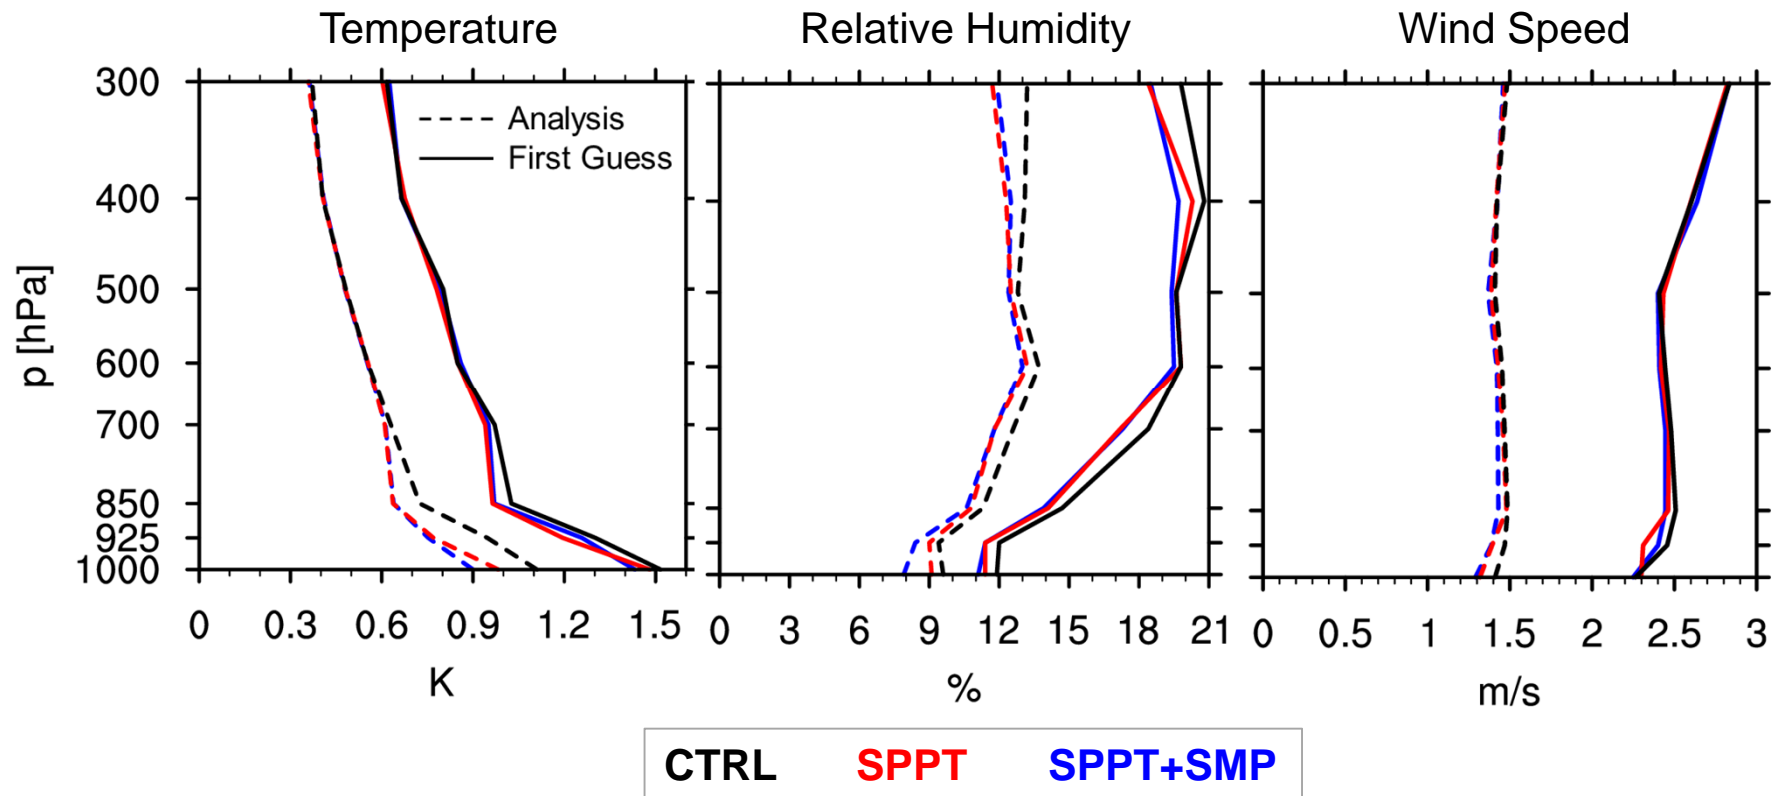 Temperature Relative Humidity Wind Speed
300
400
500
600
700
850
925
1000
p [hPa]
Analysis
First Guess
0 0.3 0.6 0.9 1.2 1.5
0 3 6 9 12 15 18 21
0 0.5 1 1.5 2 2.5 3
K
%
m/s
CTRL SPPT SPPT+SMP